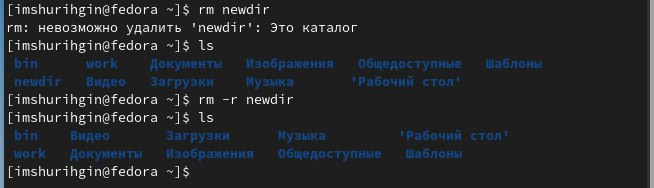 [imshurihgin@fedora ~]$ rm newdir
rm: невозможно удалить 'newdir': Это каталог
[imshurihgin@fedora ~]$ ls
bin work Документы Изображения Общедоступные Шаблоны
newdir Видео Загрузки Музыка 'Рабочий стол'
[imshurihgin@fedora ~]$ rm -r newdir
[imshurihgin@fedora ~]$ ls
bin Видео Загрузки Музыка 'Рабочий стол'
work Документы Изображения Общедоступные Шаблоны
[imshurihgin@fedora ~]$